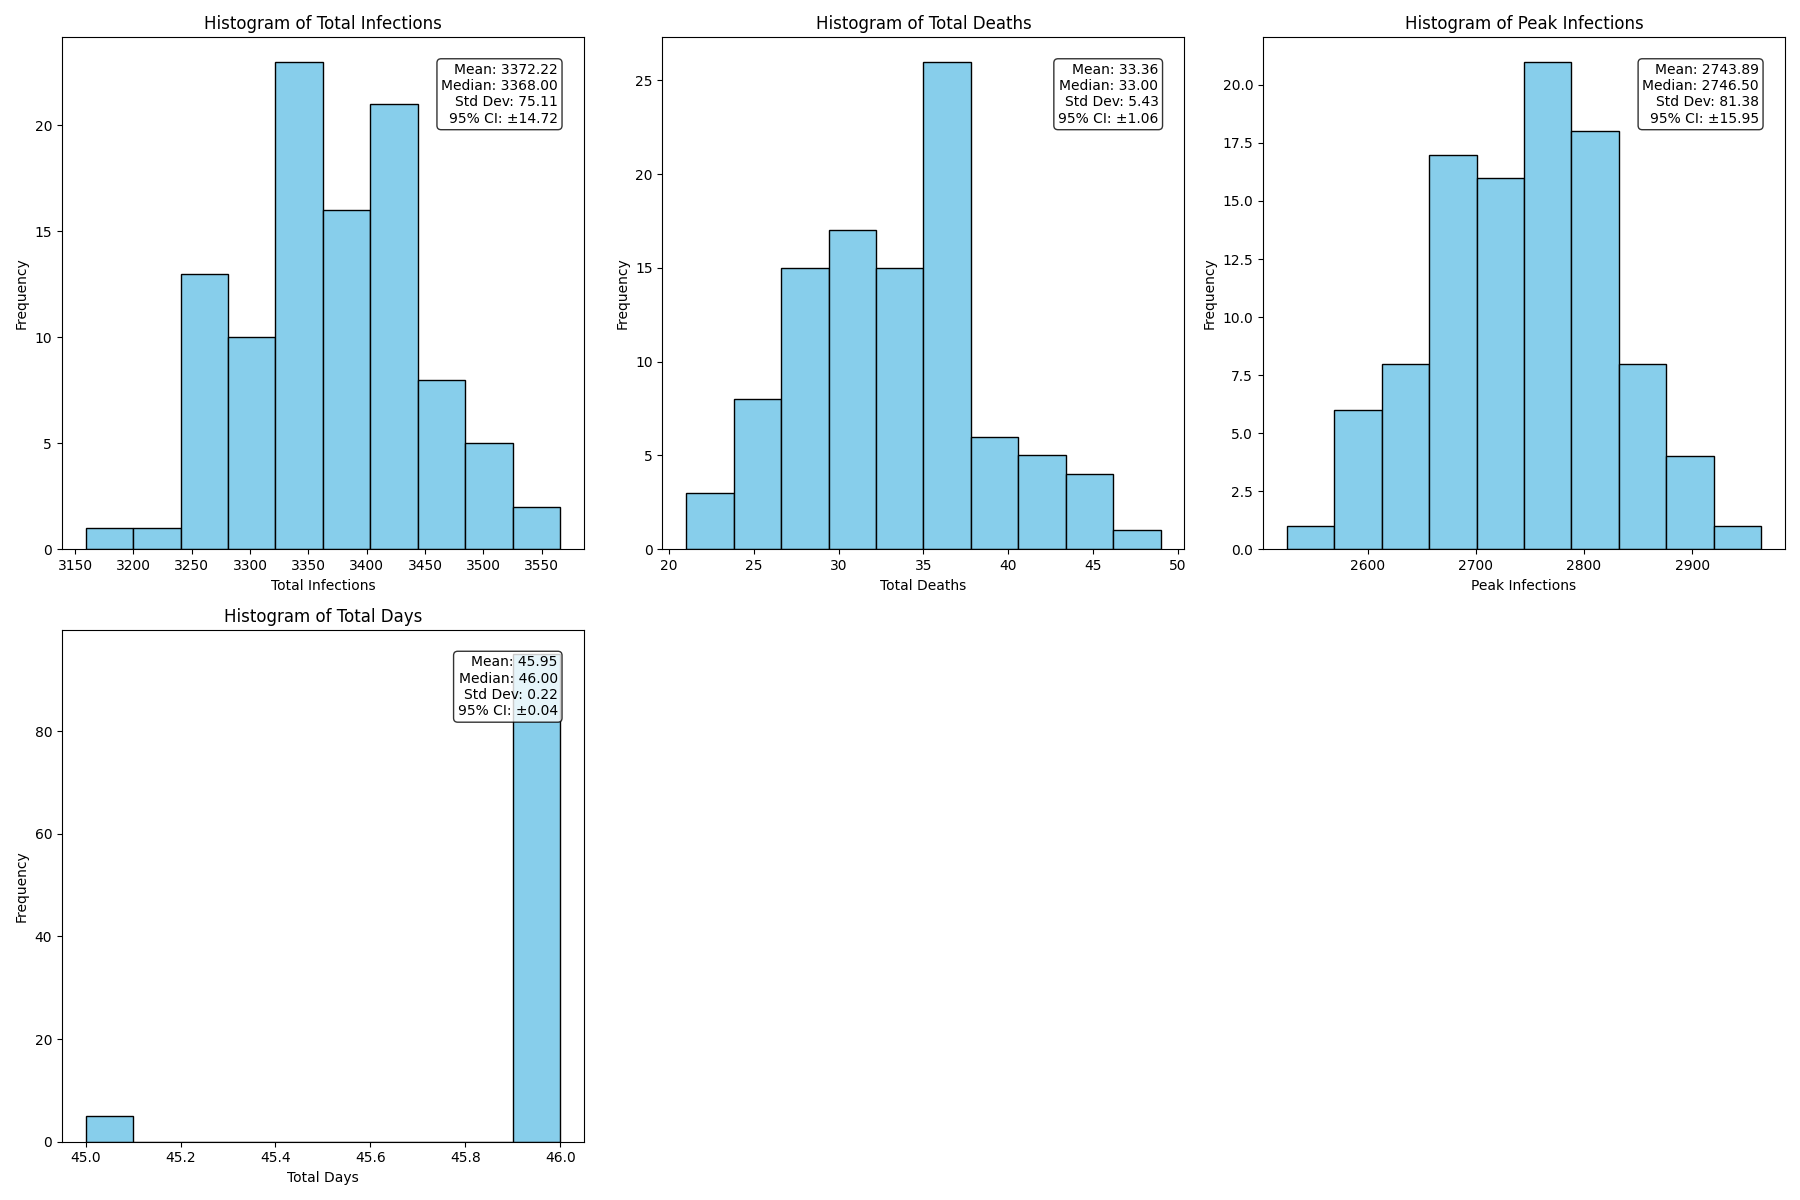 Histogram of Total Infections
Mean: 3372.22
Median: 3368.00
Std Dev: 75.11
95% CI: ±14.72
Frequency
20
15
10
5
0
3150 3200 3250 3300 3350 3400 3450 3500 3550
Total Infections
Histogram of Total Deaths
Mean: 33.36
Median: 33.00
Std Dev: 5.43
95% CI: ±1.06
Frequency
25
20
15
10
5
0
20 25 30 35 40 45 50
Total Deaths
Histogram of Peak Infections
Mean: 2743.89
Median: 2746.50
Std Dev: 81.38
95% CI: ±15.95
Frequency
20.0
17.5
15.0
12.5
10.0
7.5
5.0
2.5
0.0
2600 2700 2800 2900
Peak Infections
Histogram of Total Days
Mean: 45.95
Median: 46.00
Std Dev: 0.22
95% CI: ±0.04
Frequency
80
60
40
20
0
45.0 45.2 45.4 45.6 45.8 46.0
Total Days